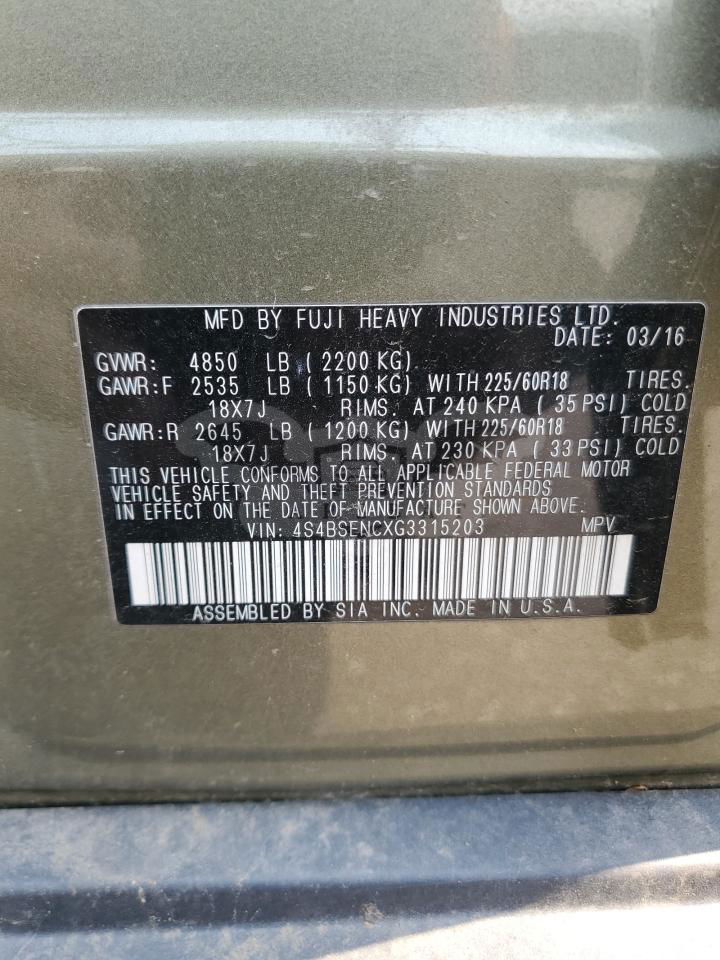 MFD BY FUJI HEAVY INDUSTRIES LTD.
DATE: 03/16
GVWR: 4850 LB ( 2200 KG)
GAWR:F 2535 LB ( 1150 KG) WITH 225/60R18 TIRES.
18X7J RIMS. AT 240 KPA ( 35 PSI) COLD
GAWR:R 2645 LB ( 1200 KG) WITH 225/60R18 TIRES.
18X7J RIMS. AT 230 KPA ( 33 PSI) COLD
THIS VEHICLE CONFORMS TO ALL APPLICABLE FEDERAL MOTOR
VEHICLE SAFETY AND THEFT PREVENTION STANDARDS
IN EFFECT ON THE DATE OF MANUFACTURE SHOWN ABOVE.
VIN: 4S4BSENCXG3315203 MPV
ASSEMBLED BY SIA INC. MADE IN U.S.A.